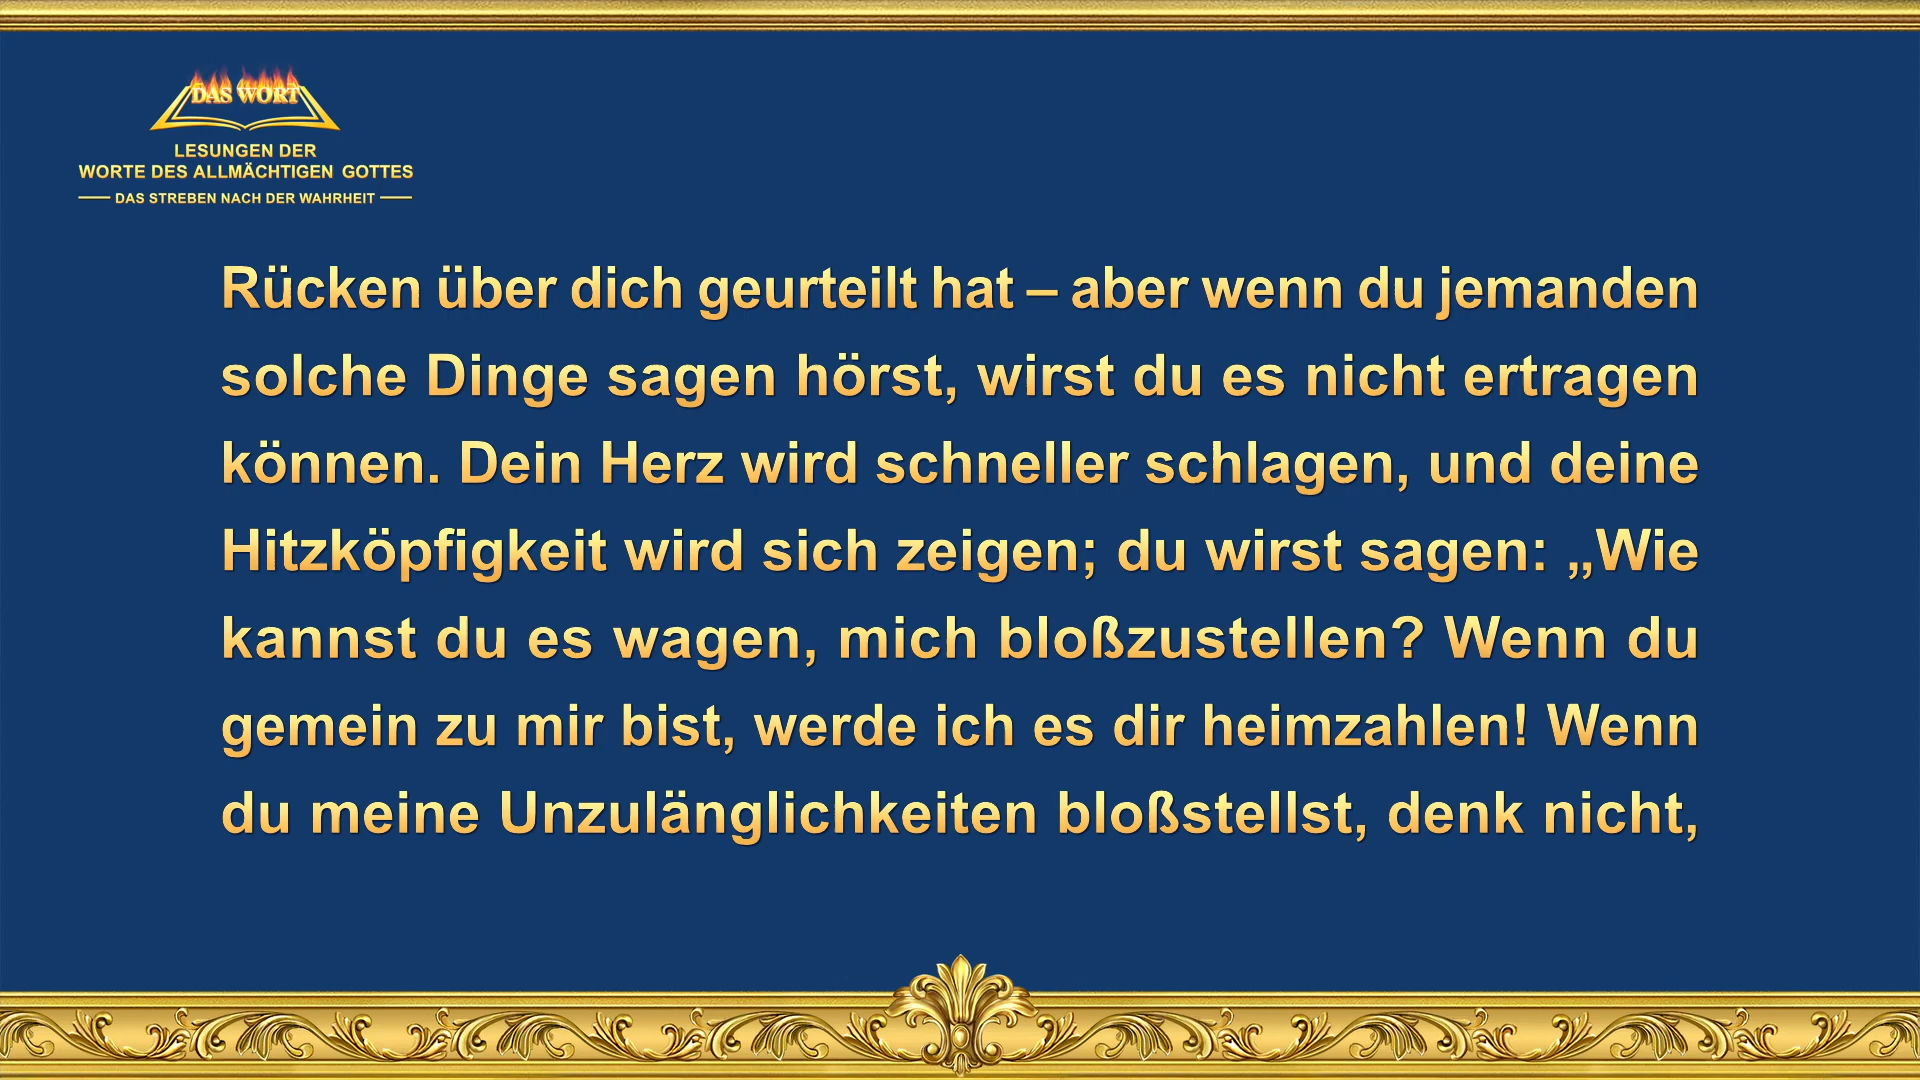 DAS WORT
LESUNGEN DER
WORTE DES ALLMÄCHTIGEN GOTTES
DAS STREBEN NACH DER WAHRHEIT
Rücken über dich geurteilt hat – aber wenn du jemanden
solche Dinge sagen hörst, wirst du es nicht ertragen
können. Dein Herz wird schneller schlagen, und deine
Hitzköpfigkeit wird sich zeigen; du wirst sagen: „Wie
kannst du es wagen, mich bloßzustellen? Wenn du
gemein zu mir bist, werde ich es dir heimzahlen! Wenn
du meine Unzulänglichkeiten bloßstellst, denk nicht,